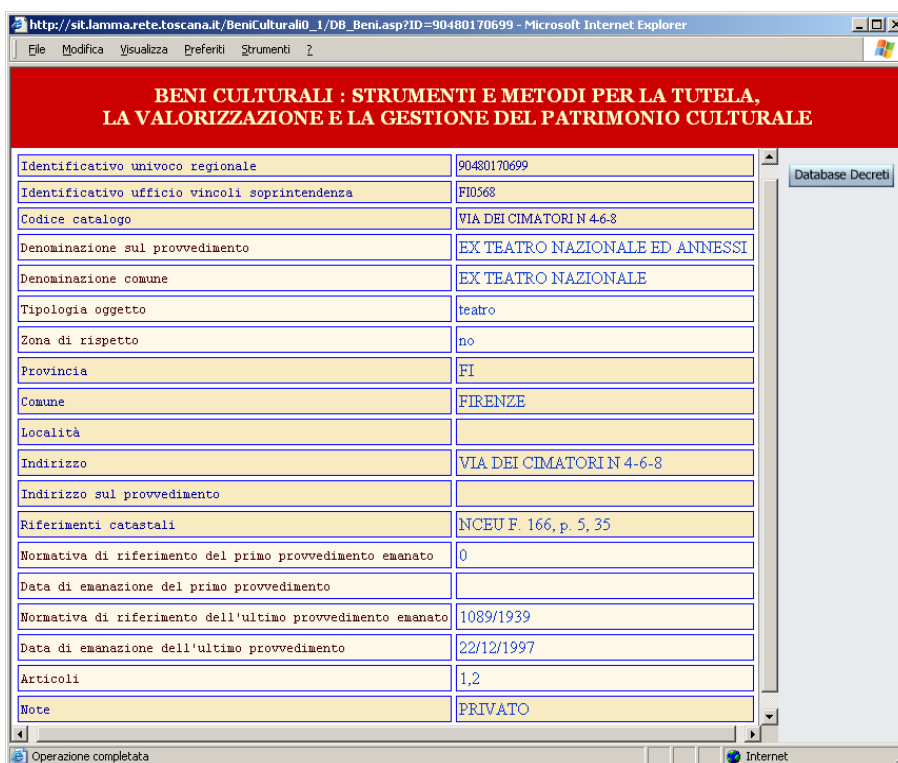 http://sit.lamma.rete.toscana.it/BeniCulturali0_1/DB_Beni.asp?ID=90480170699 - Microsoft Internet Explorer
File Modifica Visualizza Preferiti Strumenti ?
BENI CULTURALI : STRUMENTI E METODI PER LA TUTELA,
LA VALORIZZAZIONE E LA GESTIONE DEL PATRIMONIO CULTURALE
Identificativo univoco regionale 90480170699
Database Decreti
Identificativo ufficio vincoli soprintendenza FI0568
Codice catalogo VIA DEI CIMATORI N 4-6-8
Denominazione sul provvedimento EX TEATRO NAZIONALE ED ANNESSI
Denominazione comune EX TEATRO NAZIONALE
Tipologia oggetto teatro
Zona di rispetto no
Provincia FI
Comune FIRENZE
Località
Indirizzo VIA DEI CIMATORI N 4-6-8
Indirizzo sul provvedimento
Riferimenti catastali NCEU F. 166, p. 5, 35
Normativa di riferimento del primo provvedimento emanato 0
Data di emanazione del primo provvedimento
Normativa di riferimento dell'ultimo provvedimento emanato 1089/1939
Data di emanazione dell'ultimo provvedimento 22/12/1997
Articoli 1,2
Note PRIVATO
Operazione completata Internet